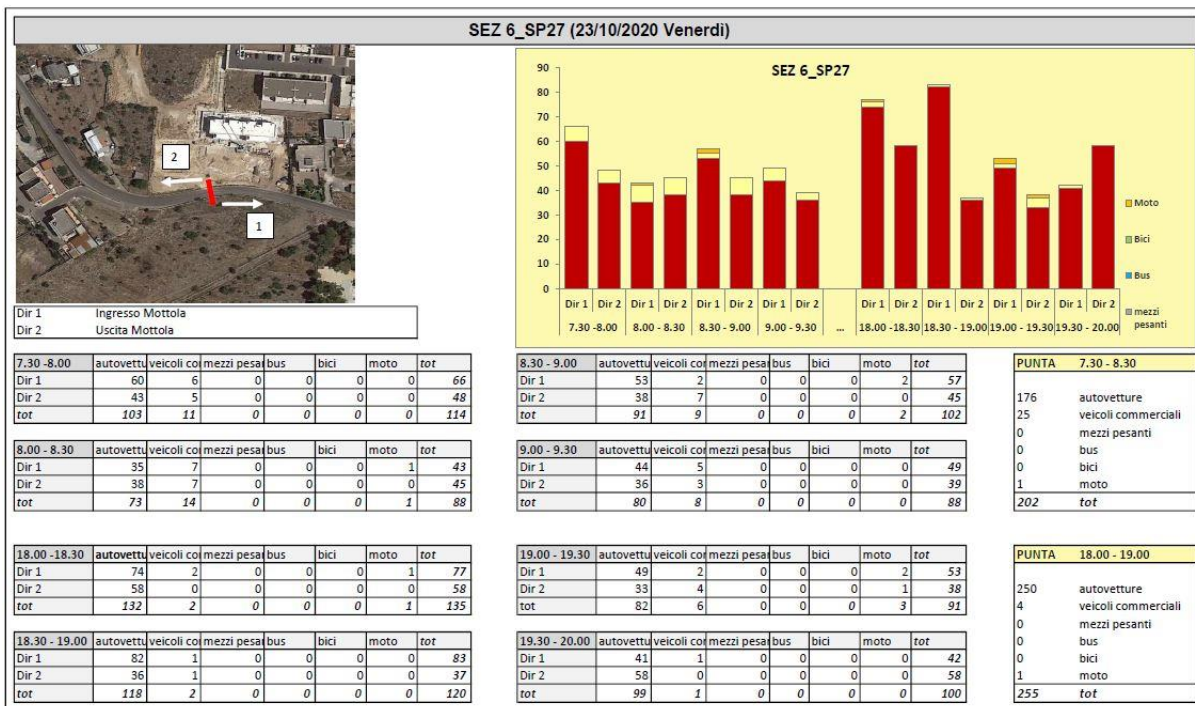 SEZ 6_SP27 (23/10/2020 Venerdì)
2
1
Dir 1 Ingresso Mottola
Dir 2 Uscita Mottola
SEZ 6_SP27
90
80
70
60
50
40
30
20
10
0
Moto
Bici
Bus
mezzi pesanti
Dir 1 Dir 2 Dir 1 Dir 2 Dir 1 Dir 2 Dir 1 Dir 2 Dir 1 Dir 2 Dir 1 Dir 2 Dir 1 Dir 2 Dir 1 Dir 2
7.30 -8.00 8.00 - 8.30 8.30 - 9.00 9.00 - 9.30 ... 18.00 -18.30 18.30 - 19.00 19.00 - 19.30 19.30 - 20.00
7.30 -8.00 autovettu veicoli co mezzi pesa bus bici moto tot
Dir 1 60 6 0 0 0 0 66
Dir 2 43 5 0 0 0 0 48
tot 103 11 0 0 0 0 114
8.30 - 9.00 autovettu veicoli co mezzi pesa bus bici moto tot
Dir 1 53 2 0 0 0 2 57
Dir 2 38 7 0 0 0 0 45
tot 91 9 0 0 0 2 102
PUNTA 7.30 - 8.30
176 autovetture
25 veicoli commerciali
0 mezzi pesanti
0 bus
0 bici
1 moto
202 tot
8.00 - 8.30 autovettu veicoli co mezzi pesa bus bici moto tot
Dir 1 35 7 0 0 0 1 43
Dir 2 38 7 0 0 0 0 45
tot 73 14 0 0 0 1 88
9.00 - 9.30 autovettu veicoli co mezzi pesa bus bici moto tot
Dir 1 44 5 0 0 0 0 49
Dir 2 36 3 0 0 0 0 39
tot 80 8 0 0 0 0 88
18.00 -18.30 autovettu veicoli co mezzi pesa bus bici moto tot
Dir 1 74 2 0 0 0 1 77
Dir 2 58 0 0 0 0 0 58
tot 132 2 0 0 0 1 135
19.00 - 19.30 autovettu veicoli co mezzi pesa bus bici moto tot
Dir 1 49 2 0 0 0 2 53
Dir 2 33 4 0 0 0 1 38
tot 82 6 0 0 0 3 91
PUNTA 18.00 - 19.00
250 autovetture
4 veicoli commerciali
0 mezzi pesanti
0 bus
0 bici
1 moto
255 tot
18.30 - 19.00 autovettu veicoli co mezzi pesa bus bici moto tot
Dir 1 82 1 0 0 0 0 83
Dir 2 36 1 0 0 0 0 37
tot 118 2 0 0 0 0 120
19.30 - 20.00 autovettu veicoli co mezzi pesa bus bici moto tot
Dir 1 41 1 0 0 0 0 42
Dir 2 58 0 0 0 0 0 58
tot 99 1 0 0 0 0 100